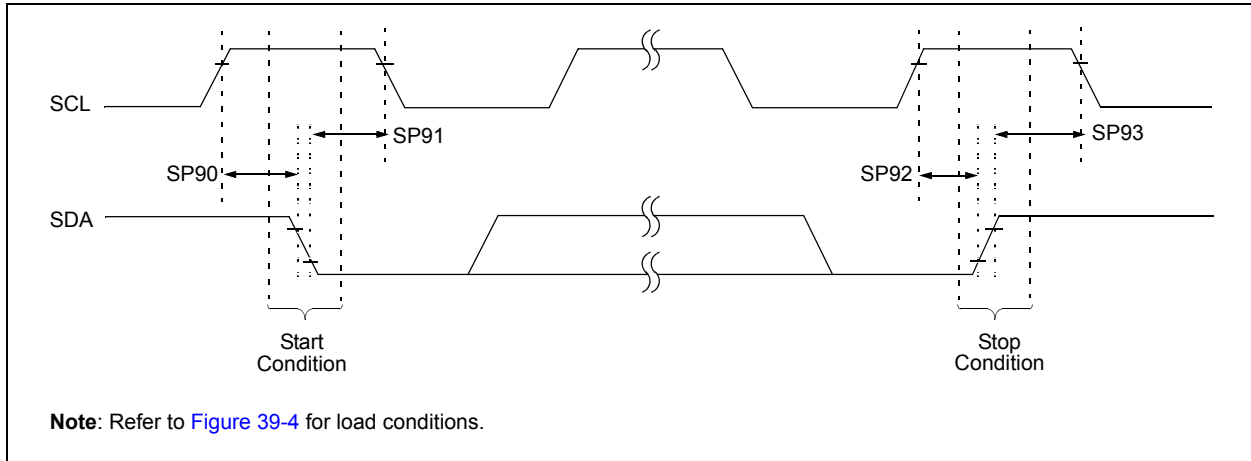 SCL
SP91
SP93
SP90
SP92
SDA
Start
Condition
Stop
Condition
Note: Refer to Figure 39-4 for load conditions.